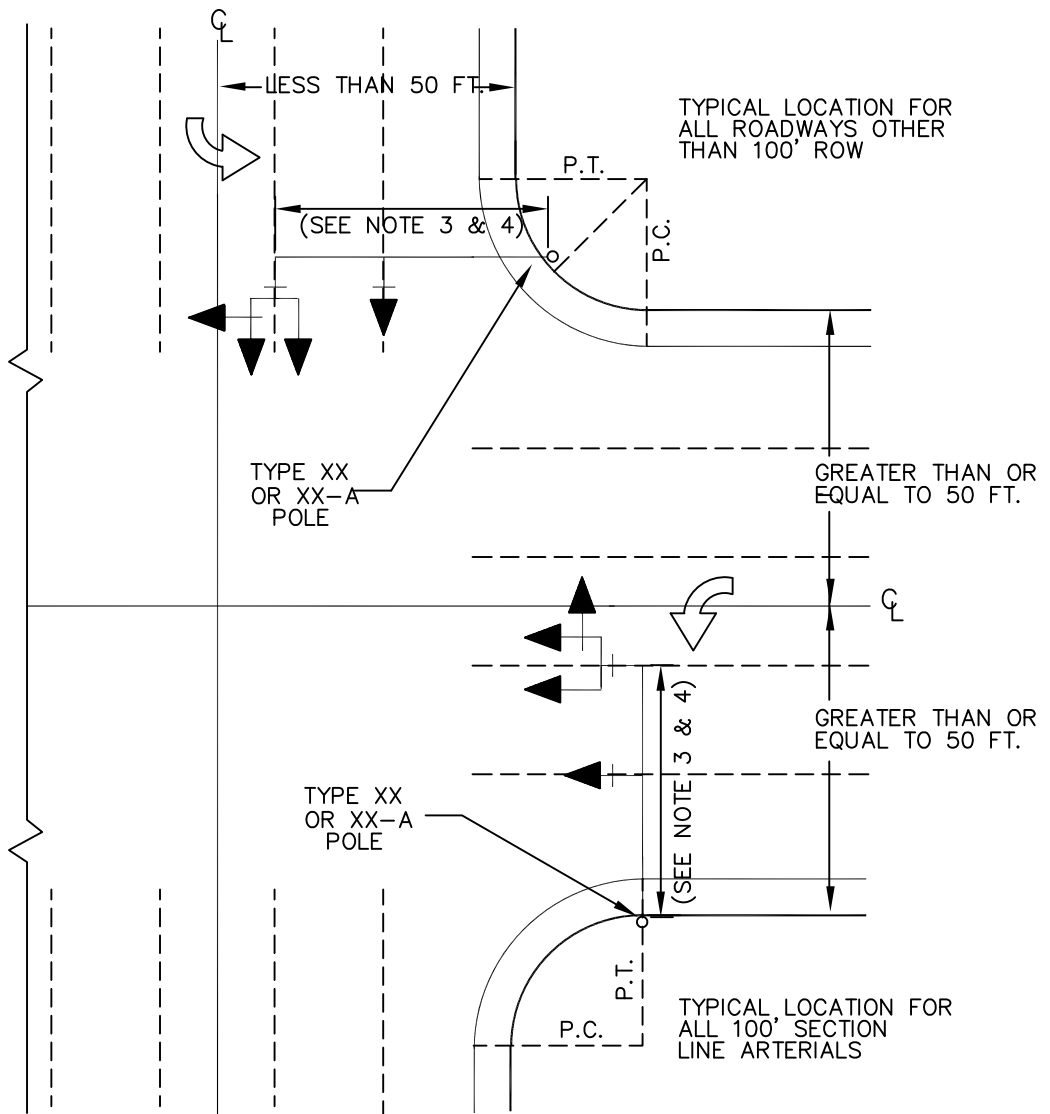 ℄
LESS THAN 50 FT.
TYPICAL LOCATION FOR
ALL ROADWAYS OTHER
THAN 100' ROW
P.T.
P.C.
(SEE NOTE 3 & 4)
TYPE XX
OR XX-A
POLE
GREATER THAN OR
EQUAL TO 50 FT.
℄
(SEE NOTE 3 & 4)
GREATER THAN OR
EQUAL TO 50 FT.
TYPE XX
OR XX-A
POLE
P.T.
P.C.
TYPICAL LOCATION FOR
ALL 100' SECTION
LINE ARTERIALS